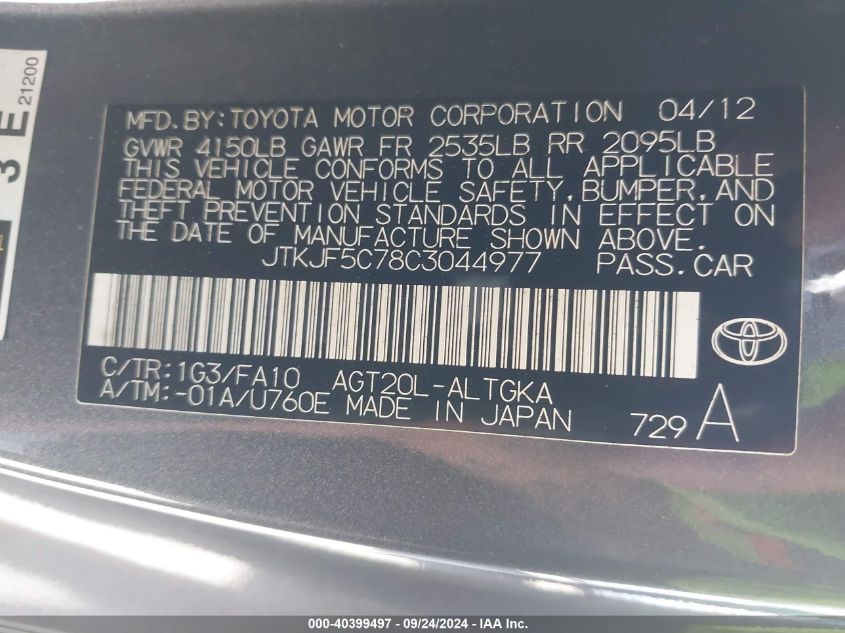 3 E 21200
MFD.BY:TOYOTA MOTOR CORPORATION 04/12
GVWR 4150LB GAWR FR 2535LB RR 2095LB
THIS VEHICLE CONFORMS TO ALL APPLICABLE
FEDERAL MOTOR VEHICLE SAFETY,BUMPER,AND
THEFT PREVENTION STANDARDS IN EFFECT ON
THE DATE OF MANUFACTURE SHOWN ABOVE.
JTKJF5C78C3044977 PASS.CAR
C/TR:1G3/FA10 AGT20L-ALTGKA
A/TM:-01A/U760E MADE IN JAPAN
729 A
000-40399497 - 09/24/2024 - IAA Inc.